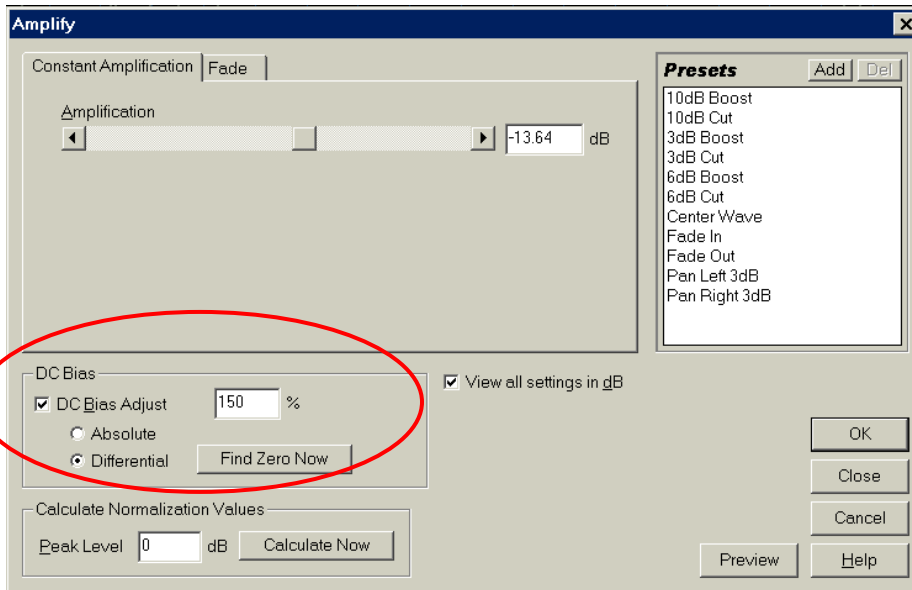 Amplify
Constant Amplification Fade
Amplification
-13.64 dB
Presets Add Del
10dB Boost
10dB Cut
3dB Boost
3dB Cut
6dB Boost
6dB Cut
Center Wave
Fade In
Fade Out
Pan Left 3dB
Pan Right 3dB
DC Bias
DC Bias Adjust 150 %
Absolute
Differential Find Zero Now
View all settings in dB
Calculate Normalization Values
Peak Level 0 dB Calculate Now
OK
Close
Cancel
Preview Help